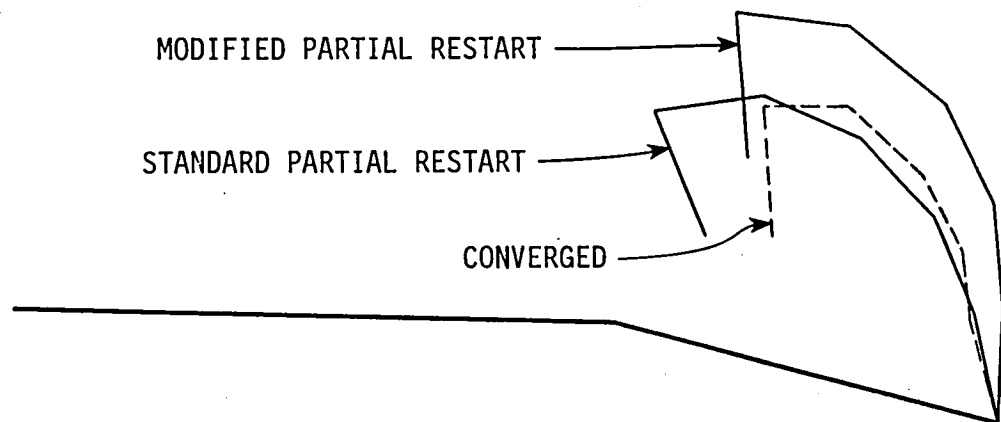 MODIFIED PARTIAL RESTART
STANDARD PARTIAL RESTART
CONVERGED